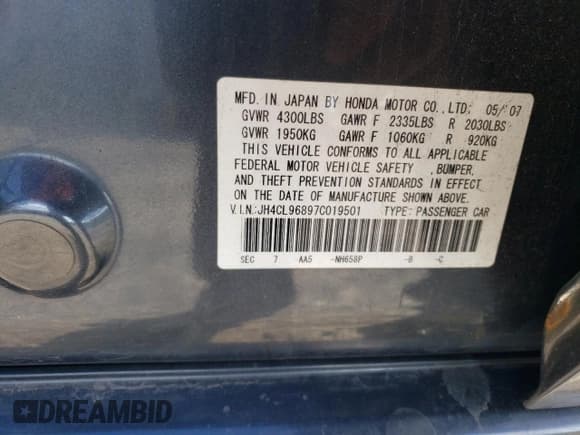 MFD. IN JAPAN BY HONDA MOTOR CO.,LTD; 05/'07
GVWR 4300LBS GAWR F 2335LBS R 2030LBS
GVWR 1950KG GAWR F 1060KG R 920KG
THIS VEHICLE CONFORMS TO ALL APPLICABLE
FEDERAL MOTOR VEHICLE SAFETY ,BUMPER,
AND THEFT PREVENTION STANDARDS IN EFFECT
ON THE DATE OF MANUFACTURE SHOWN ABOVE.
V.I.N:JH4CL96897C019501 TYPE: PASSENGER CAR
SEC 7 AA5 -NH658P -B -C
DREAMBID